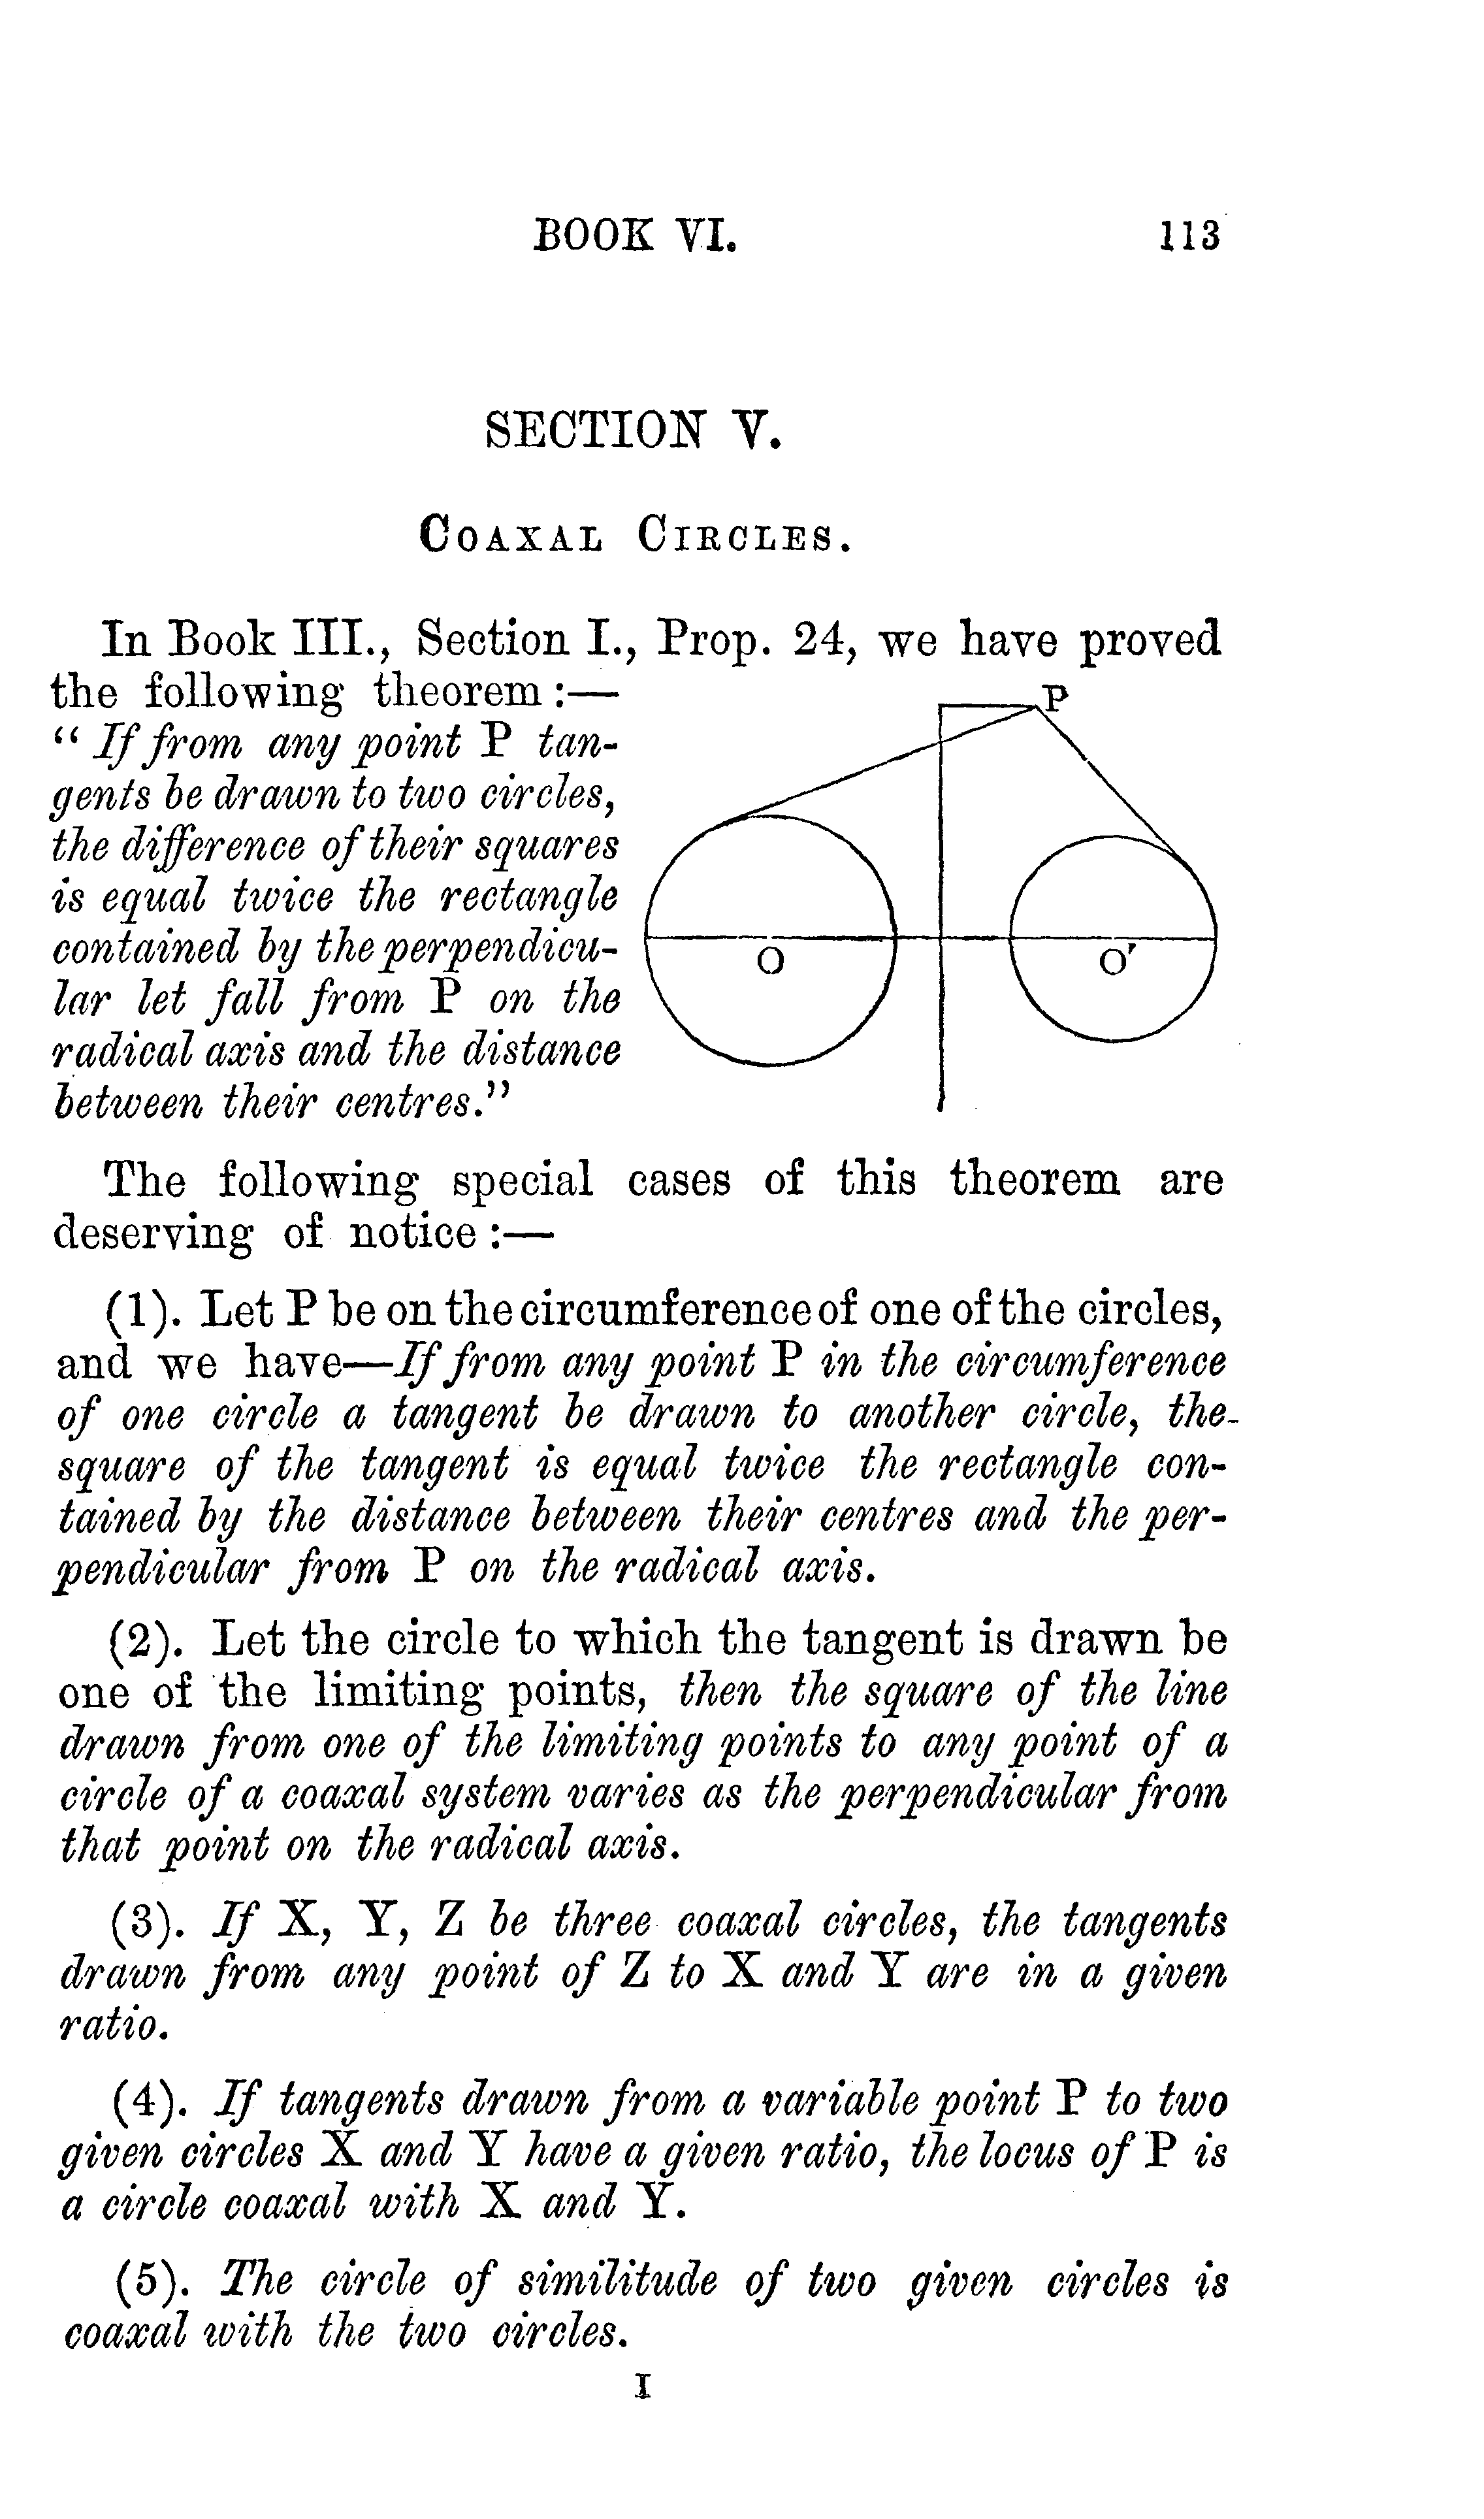 BOOK VI. 113
SECTION V.
COAXAL CIRCLES.
In Book III., Section I., Prop. 24, we have proved
the following theorem :—
“ If from any point P tan-
gents be drawn to two circles,
the difference of their squares
is equal twice the rectangle
contained by the perpendicu-
lar let fall from P on the
radical axis and the distance
between their centres.”
P
O
O′
The following special cases of this theorem are
deserving of notice :—
(1). Let P be on the circumference of one of the circles,
and we have—If from any point P in the circumference
of one circle a tangent be drawn to another circle, the
square of the tangent is equal twice the rectangle con-
tained by the distance between their centres and the per-
pendicular from P on the radical axis.
(2). Let the circle to which the tangent is drawn be
one of the limiting points, then the square of the line
drawn from one of the limiting points to any point of a
circle of a coaxal system varies as the perpendicular from
that point on the radical axis.
(3). If X, Y, Z be three coaxal circles, the tangents
drawn from any point of Z to X and Y are in a given
ratio.
(4). If tangents drawn from a variable point P to two
given circles X and Y have a given ratio, the locus of P is
a circle coaxal with X and Y.
(5). The circle of similitude of two given circles is
coaxal with the two circles.
I